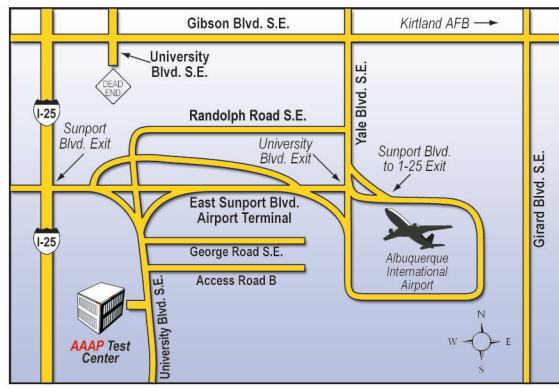 Gibson Blvd. S.E.
Kirtland AFB
University
Blvd. S.E.
DEAD
END
I-25
Randolph Road S.E.
Yale Blvd. S.E.
Sunport
Blvd. Exit
University
Blvd. Exit
Sunport Blvd.
to 1-25 Exit
Girard Blvd. S.E.
East Sunport Blvd.
Airport Terminal
I-25
George Road S.E.
Albuquerque
International
Airport
Access Road B
University Blvd. S.E.
AAAP Test
Center
N
W E
S